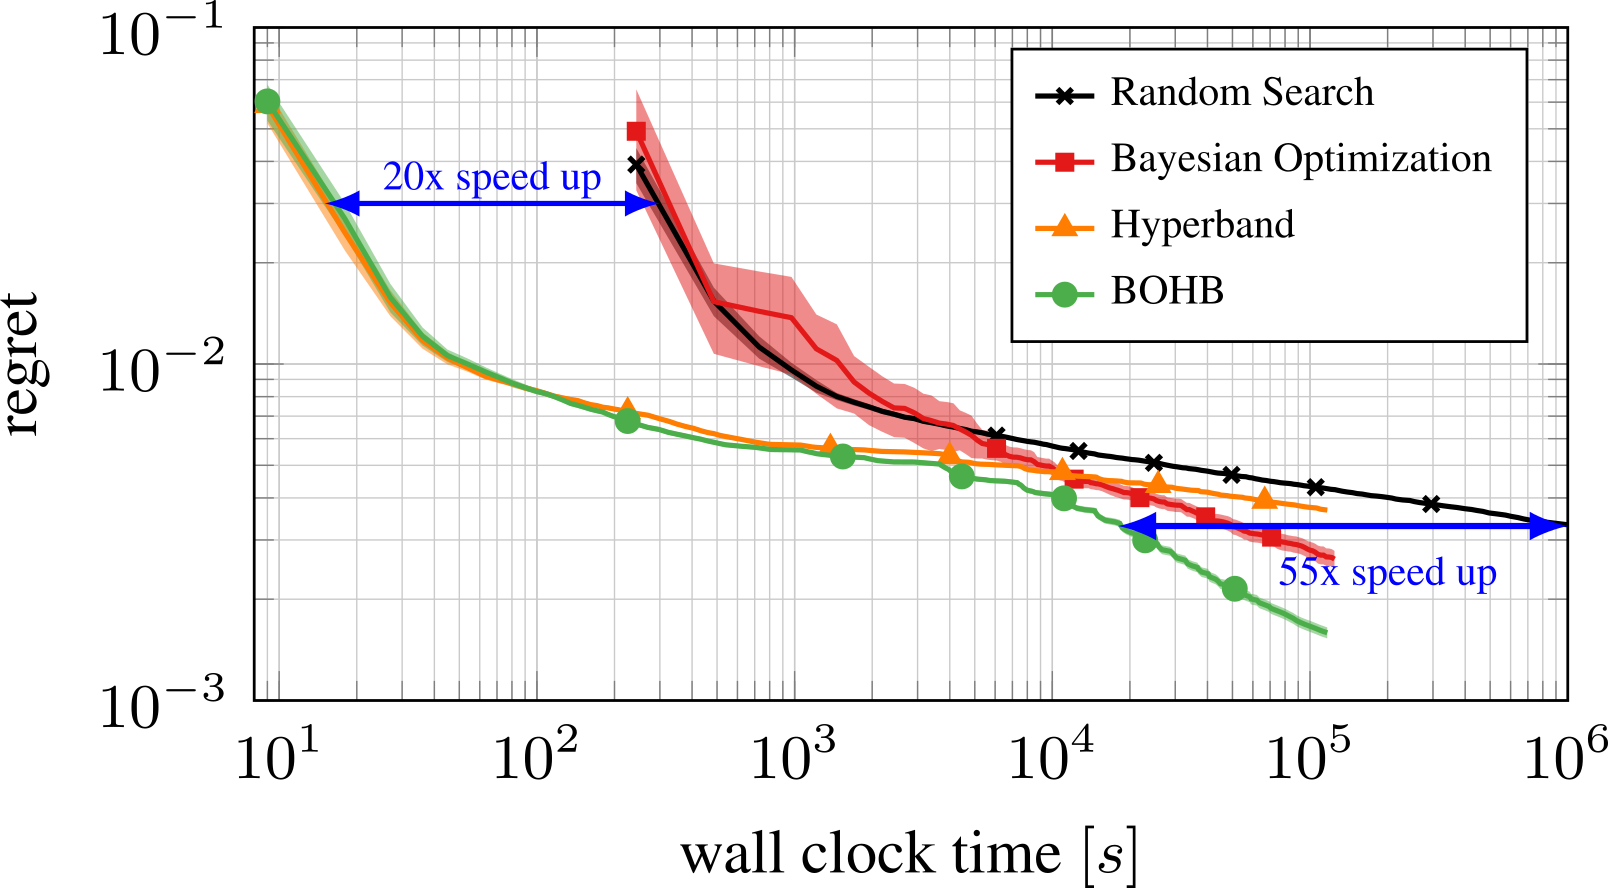 10⁻¹
10⁻²
10⁻³
regret
20x speed up
Random Search
Bayesian Optimization
Hyperband
BOHB
55x speed up
10¹ 10² 10³ 10⁴ 10⁵ 10⁶
wall clock time [s]